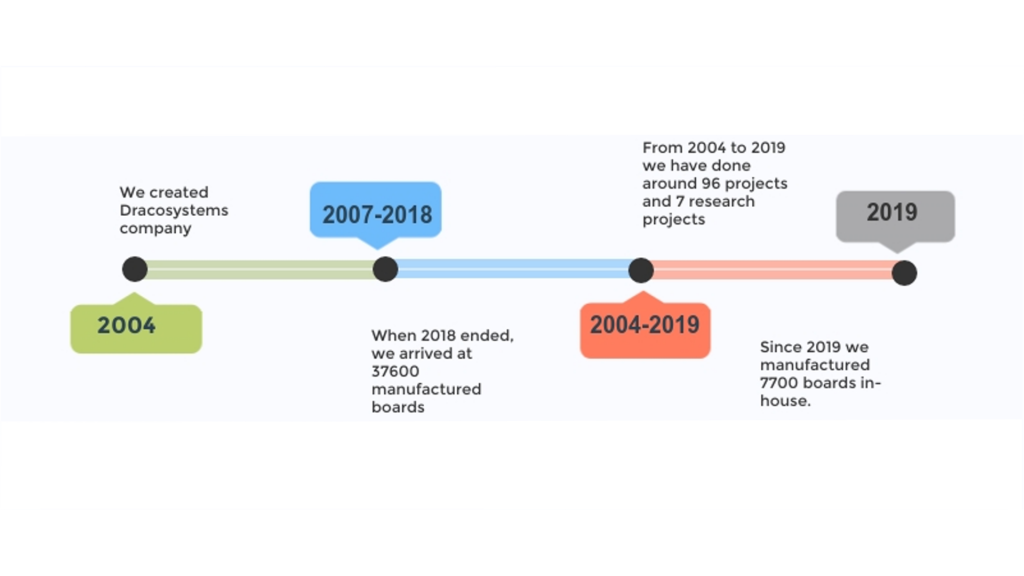 We created
Dracosystems
company
2004
2007-2018
When 2018 ended,
we arrived at
37600
manufactured
boards
From 2004 to 2019
we have done
around 96 projects
and 7 research
projects
2004-2019
2019
Since 2019 we
manufactured
7700 boards in-
house.